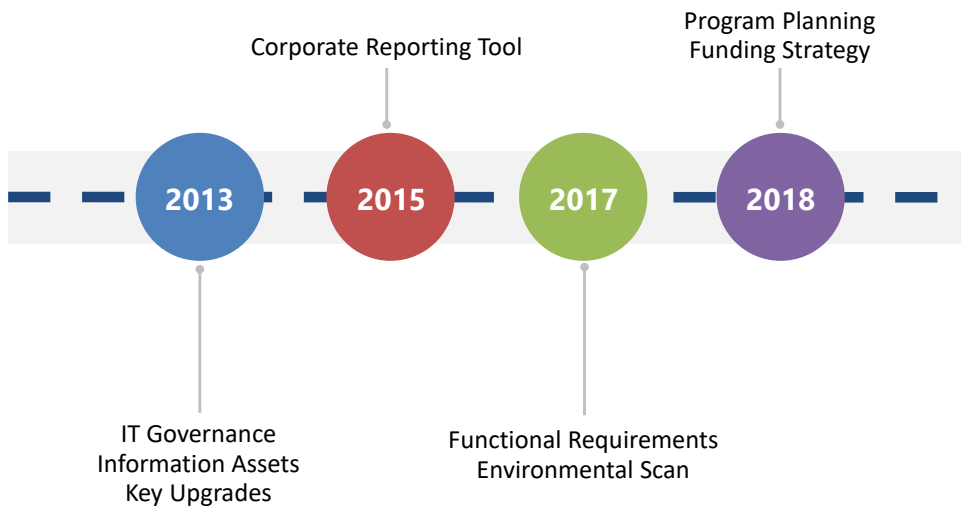 Corporate Reporting Tool
Program Planning
Funding Strategy
2013
2015
2017
2018
IT Governance
Information Assets
Key Upgrades
Functional Requirements
Environmental Scan